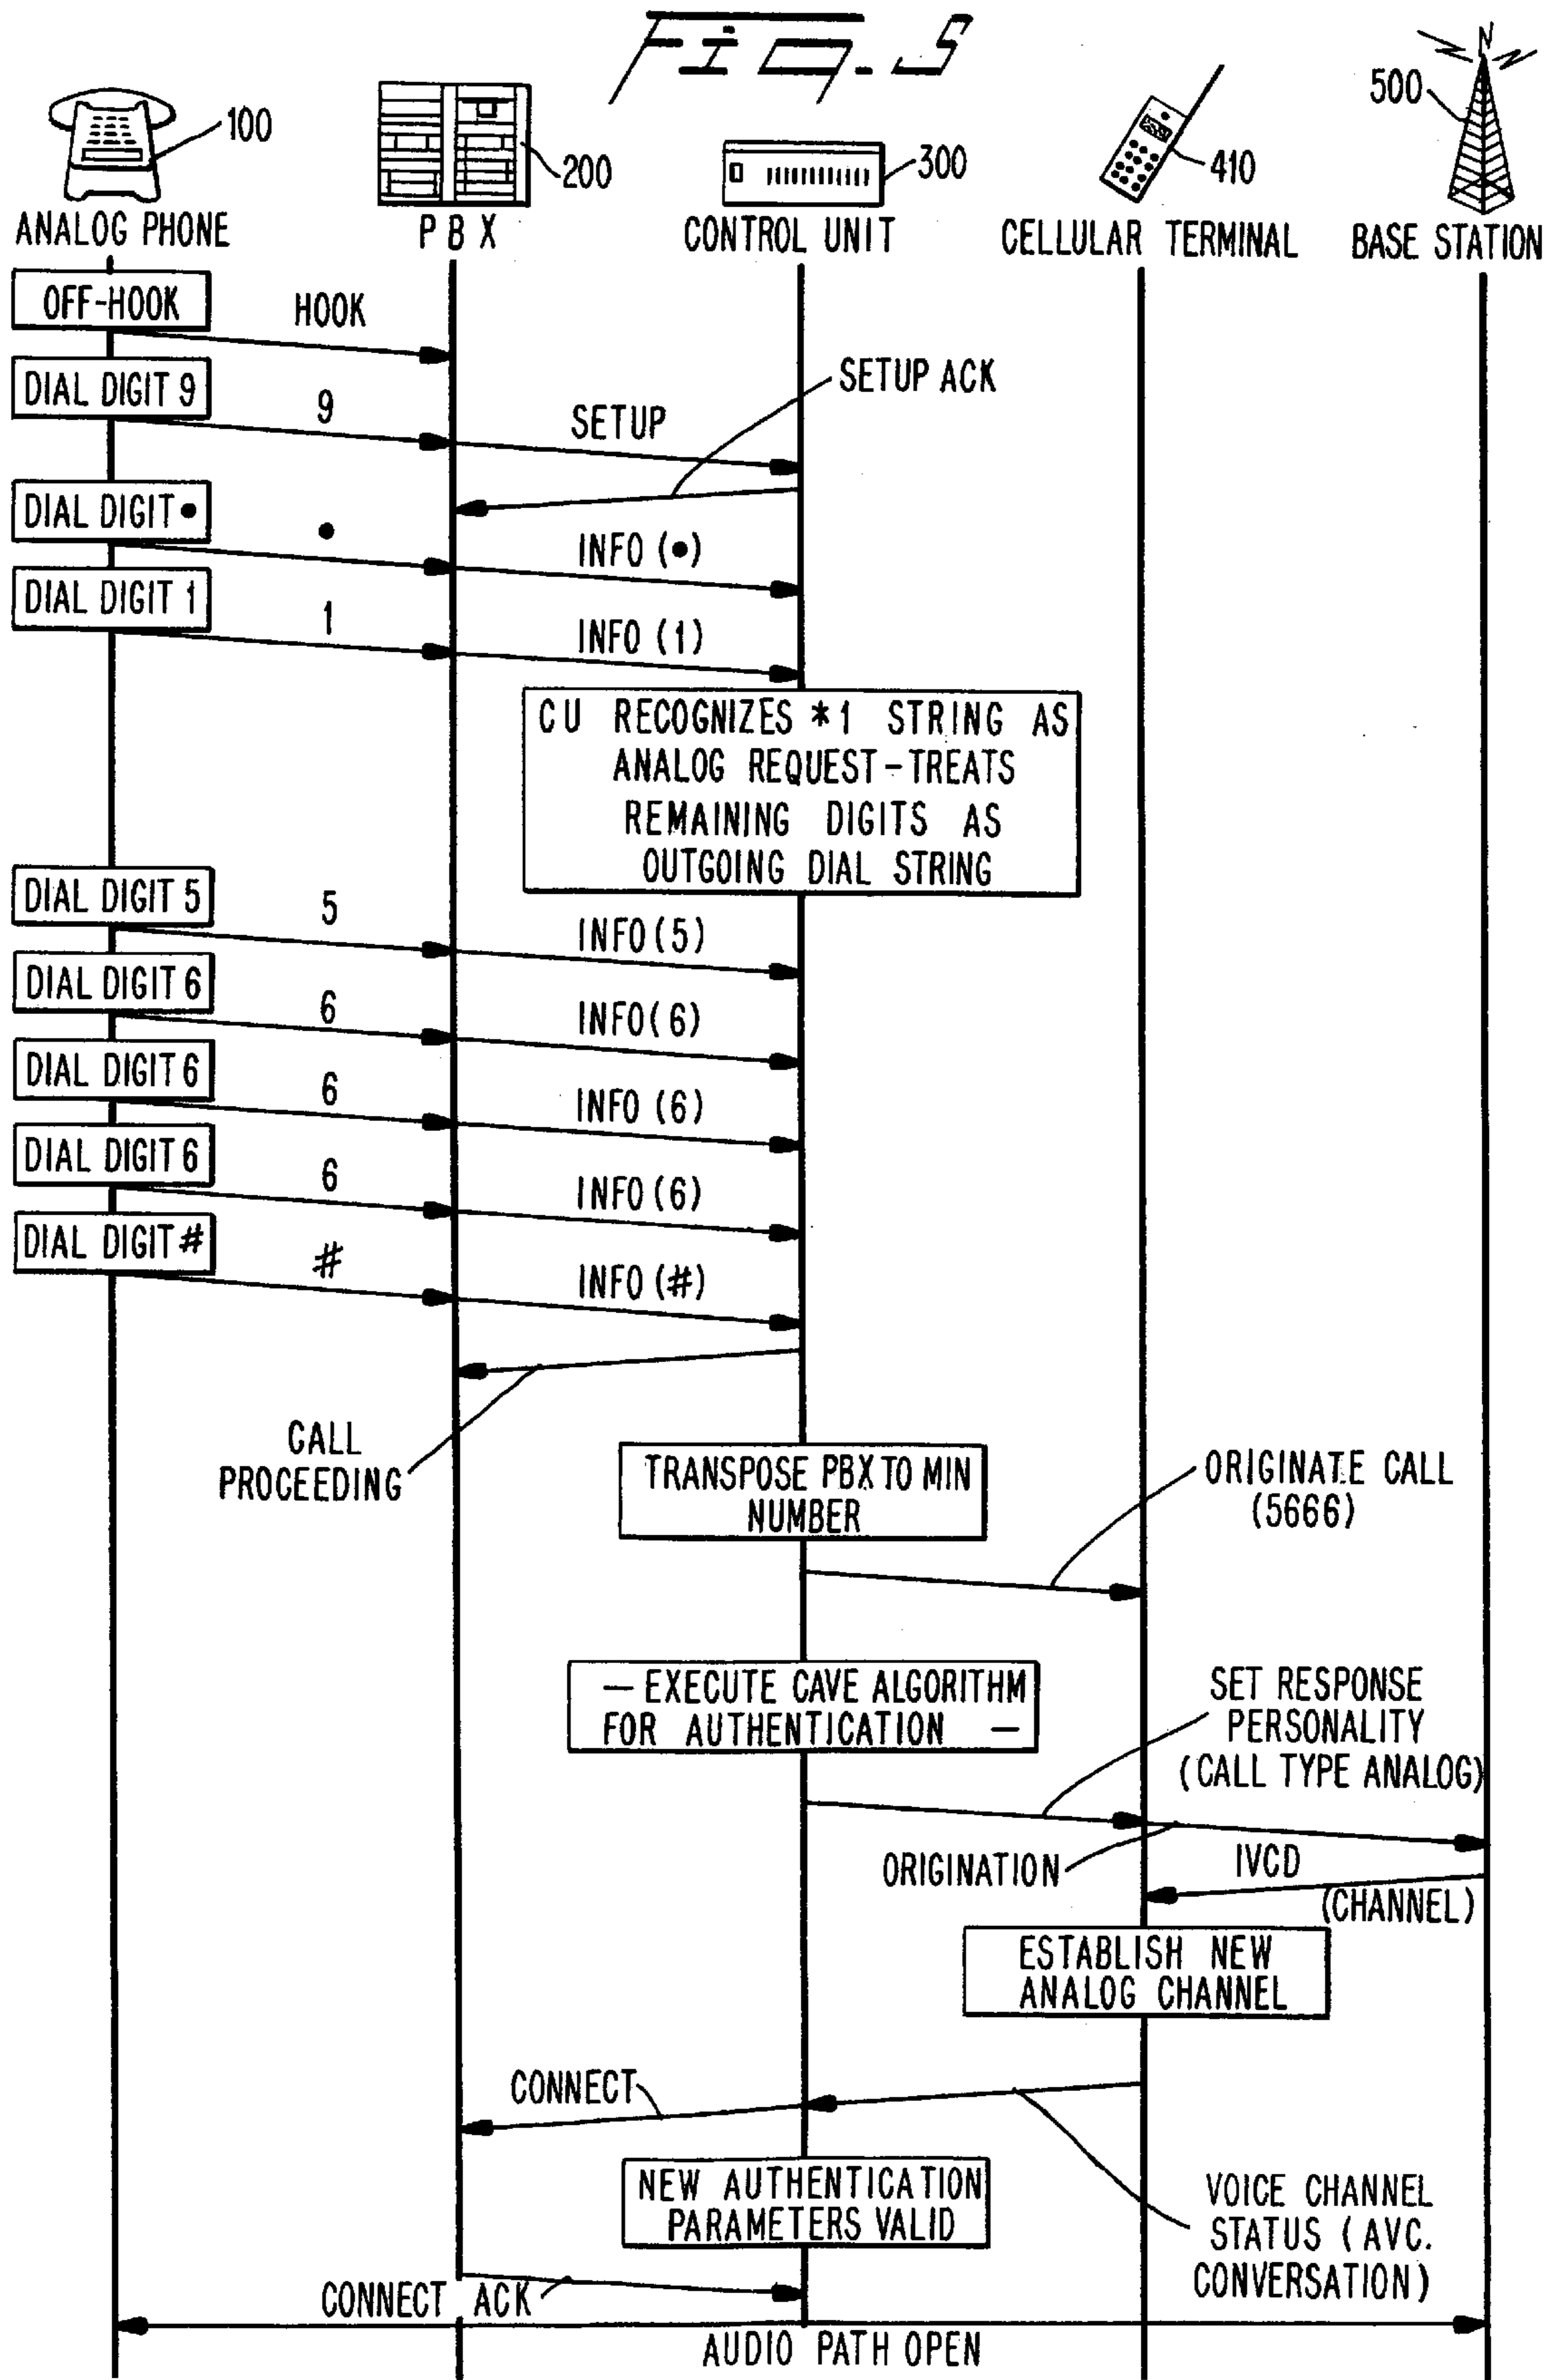 FIG. 5
100
200
300
410
500
N
ANALOG PHONE
PBX
CONTROL UNIT
CELLULAR TERMINAL
BASE STATION
OFF-HOOK
HOOK
DIAL DIGIT 9
9
SETUP
SETUP ACK
DIAL DIGIT •
•
INFO (•)
DIAL DIGIT 1
1
INFO (1)
CU RECOGNIZES *1 STRING AS
ANALOG REQUEST-TREATS
REMAINING DIGITS AS
OUTGOING DIAL STRING
DIAL DIGIT 5
5
INFO (5)
DIAL DIGIT 6
6
INFO (6)
DIAL DIGIT 6
6
INFO (6)
DIAL DIGIT 6
6
INFO (6)
DIAL DIGIT #
#
INFO (#)
CALL
PROCEEDING
TRANSPOSE PBX TO MIN
NUMBER
ORIGINATE CALL
(5666)
— EXECUTE CAVE ALGORITHM
FOR AUTHENTICATION —
SET RESPONSE
PERSONALITY
(CALL TYPE ANALOG)
ORIGINATION
IVCD
(CHANNEL)
ESTABLISH NEW
ANALOG CHANNEL
CONNECT
NEW AUTHENTICATION
PARAMETERS VALID
VOICE CHANNEL
STATUS (AVC.
CONVERSATION)
CONNECT ACK
AUDIO PATH OPEN